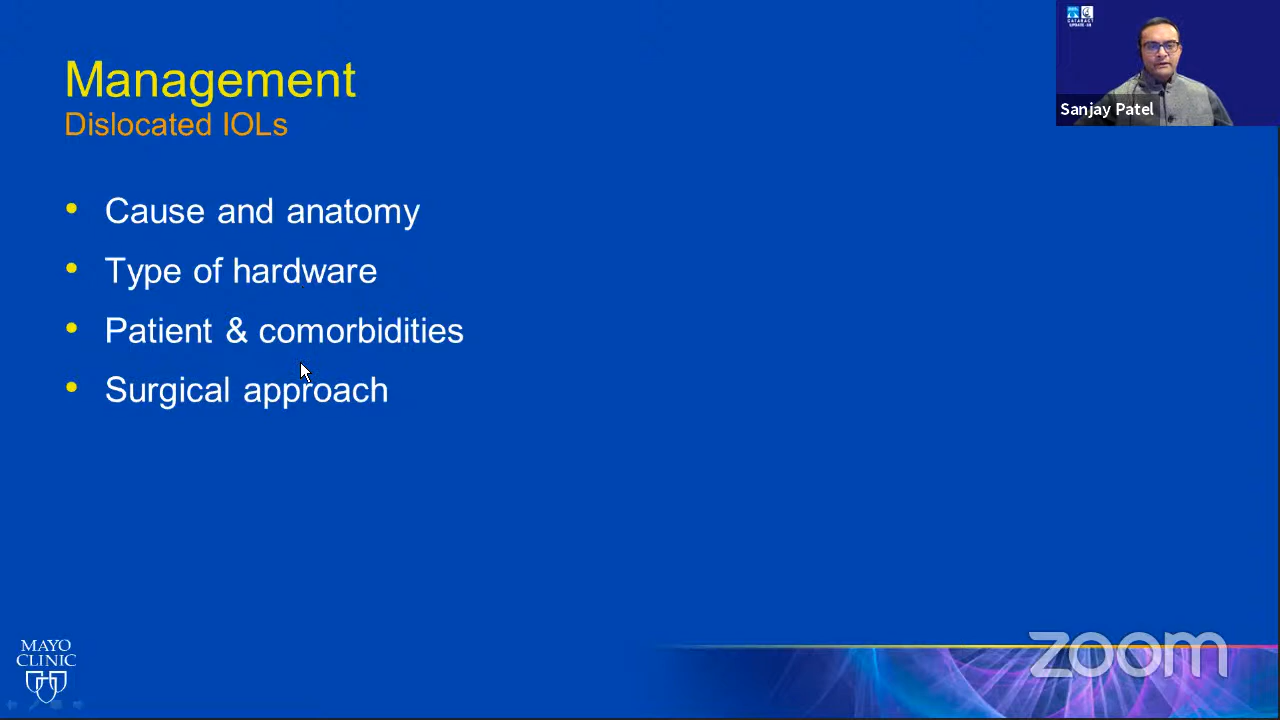 Management
Dislocated IOLs
• Cause and anatomy
• Type of hardware
• Patient & comorbidities
• Surgical approach
Sanjay Patel
MAYO
CLINIC
zoom